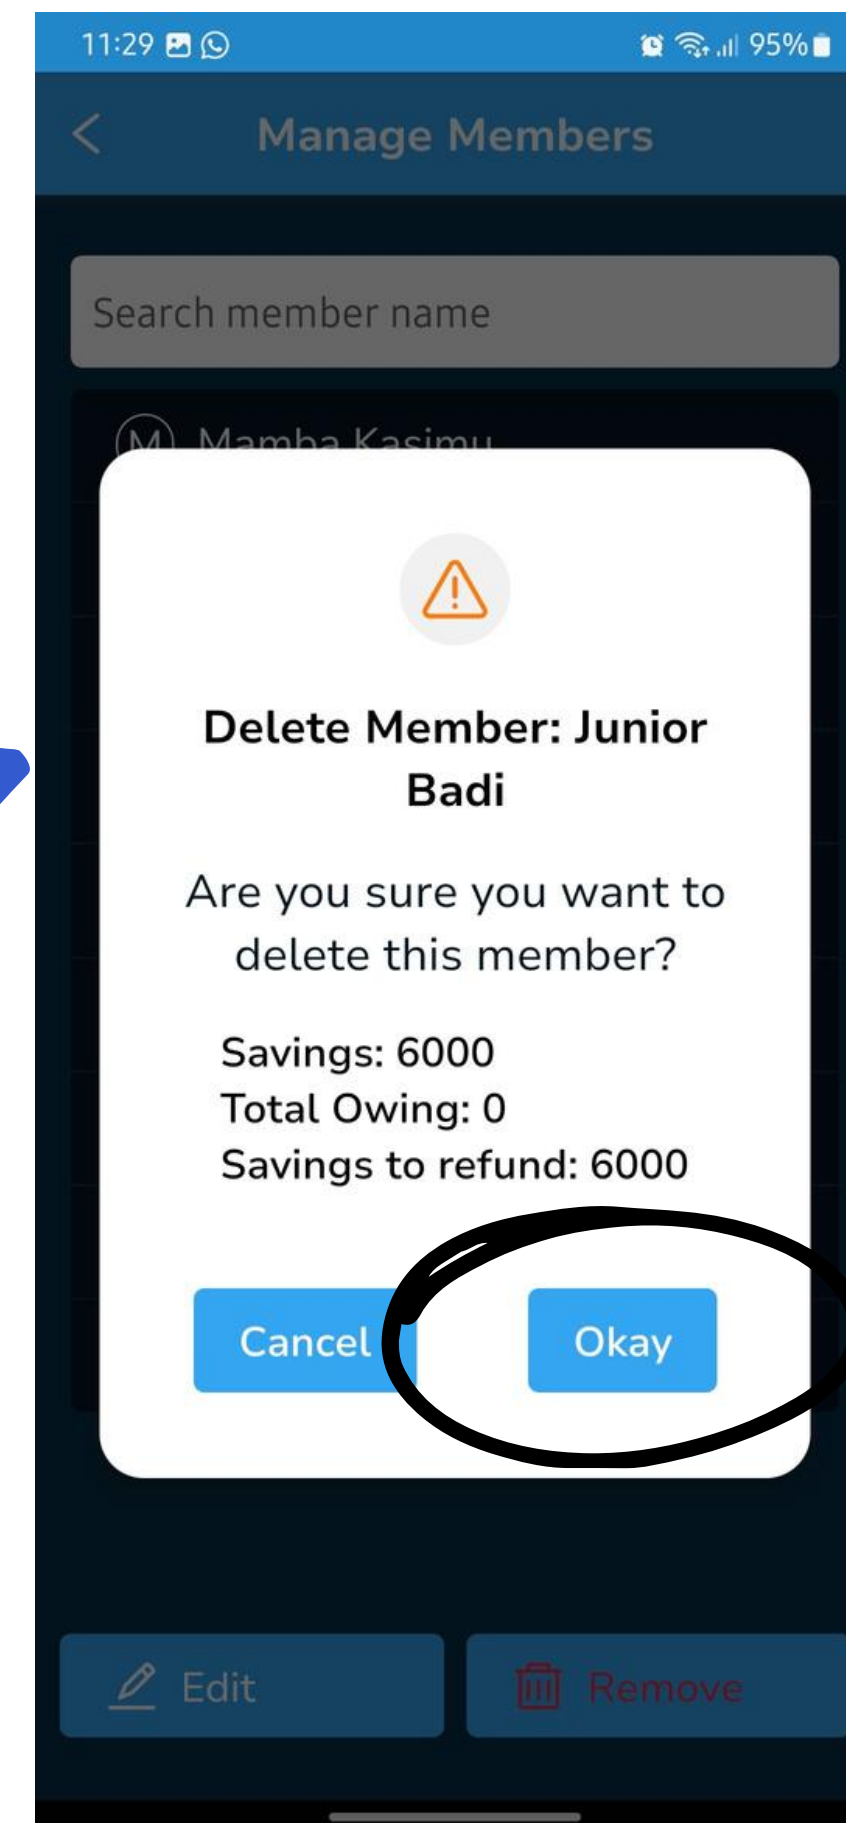 11:29 95%
Manage Members
Search member name
M Mamba Kasimu
Delete Member: Junior
Badi
Are you sure you want to
delete this member?
Savings: 6000
Total Owing: 0
Savings to refund: 6000
Cancel Okay
Edit Remove